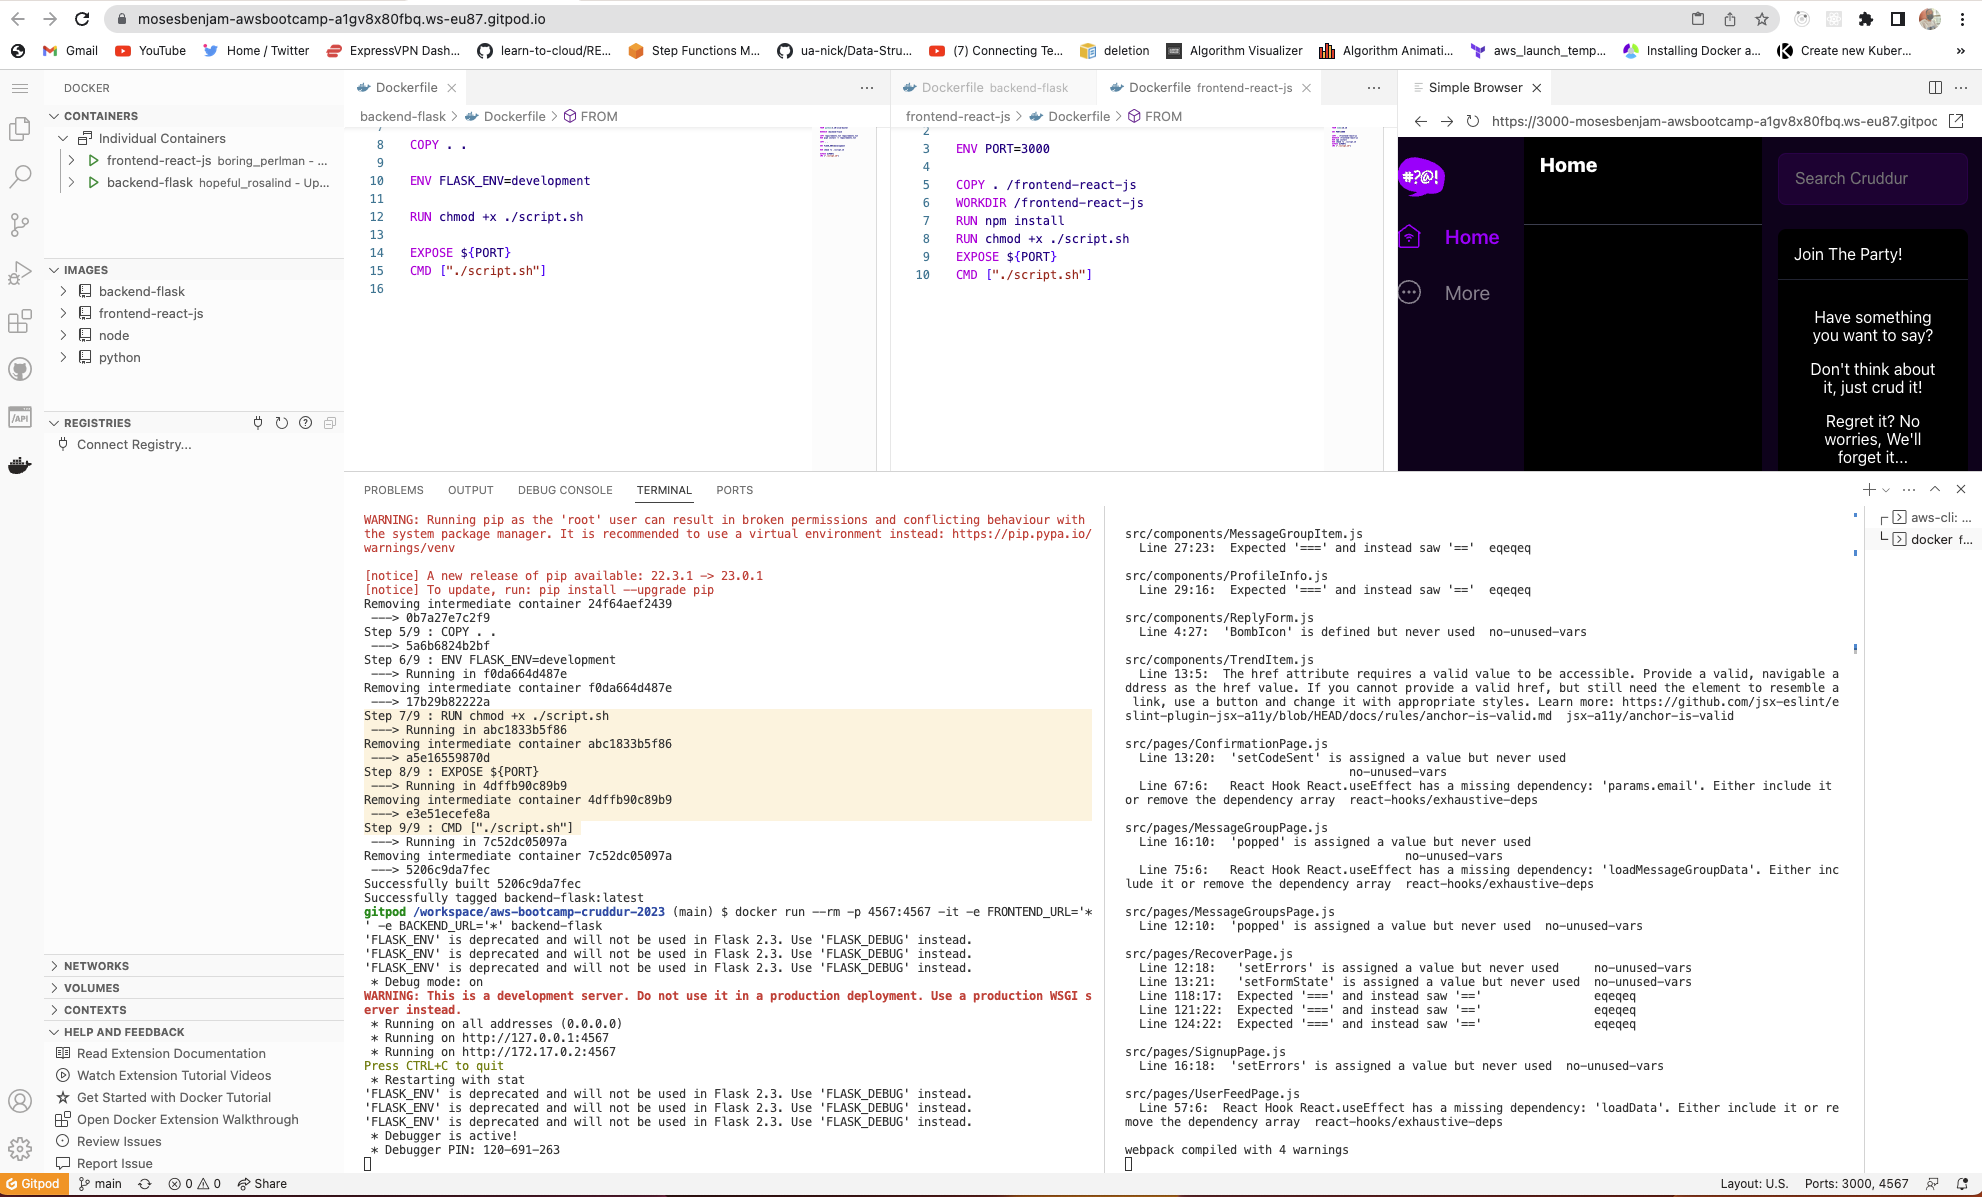 mosesbenjam-awsbootcamp-a1gv8x80fbq.ws-eu87.gitpod.io
Gmail
YouTube
Home / Twitter
ExpressVPN Dash...
learn-to-cloud/RE...
Step Functions M...
ua-nick/Data-Stru...
(7) Connecting Te...
deletion
Algorithm Visualizer
Algorithm Animati...
aws_launch_temp...
Installing Docker a...
Create new Kuber...
»
DOCKER
CONTAINERS
Individual Containers
frontend-react-js boring_perlman - ...
backend-flask hopeful_rosalind - Up...
IMAGES
backend-flask
frontend-react-js
node
python
REGISTRIES
Connect Registry...
NETWORKS
VOLUMES
CONTEXTS
HELP AND FEEDBACK
Read Extension Documentation
Watch Extension Tutorial Videos
Get Started with Docker Tutorial
Open Docker Extension Walkthrough
Review Issues
Report Issue
Dockerfile
backend-flask > Dockerfile > FROM
7
8 COPY . .
9
10 ENV FLASK_ENV=development
11
12 RUN chmod +x ./script.sh
13
14 EXPOSE ${PORT}
15 CMD ["./script.sh"]
16
Dockerfile backend-flask
Dockerfile frontend-react-js
frontend-react-js > Dockerfile > FROM
2
3 ENV PORT=3000
4
5 COPY . /frontend-react-js
6 WORKDIR /frontend-react-js
7 RUN npm install
8 RUN chmod +x ./script.sh
9 EXPOSE ${PORT}
10 CMD ["./script.sh"]
Simple Browser
https://3000-mosesbenjam-awsbootcamp-a1gv8x80fbq.ws-eu87.gitpod
#?@!
Home
More
Home
Search Cruddur
Join The Party!
Have something
you want to say?
Don't think about
it, just crud it!
Regret it? No
worries, We'll
forget it...
PROBLEMS
OUTPUT
DEBUG CONSOLE
TERMINAL
PORTS
WARNING: Running pip as the 'root' user can result in broken permissions and conflicting behaviour with
the system package manager. It is recommended to use a virtual environment instead: https://pip.pypa.io/
warnings/venv
[notice] A new release of pip available: 22.3.1 -> 23.0.1
[notice] To update, run: pip install --upgrade pip
Removing intermediate container 24f64aef2439
---> 0b7a27e7c2f9
Step 5/9 : COPY . .
---> 5a6b6824b2bf
Step 6/9 : ENV FLASK_ENV=development
---> Running in f0da664d487e
Removing intermediate container f0da664d487e
---> 17b29b82222a
Step 7/9 : RUN chmod +x ./script.sh
---> Running in abc1833b5f86
Removing intermediate container abc1833b5f86
---> a5e16559870d
Step 8/9 : EXPOSE ${PORT}
---> Running in 4dffb90c89b9
Removing intermediate container 4dffb90c89b9
---> e3e51ecefe8a
Step 9/9 : CMD ["./script.sh"]
---> Running in 7c52dc05097a
Removing intermediate container 7c52dc05097a
---> 5206c9da7fec
Successfully built 5206c9da7fec
Successfully tagged backend-flask:latest
gitpod /workspace/aws-bootcamp-cruddur-2023 (main) $ docker run --rm -p 4567:4567 -it -e FRONTEND_URL='*
' -e BACKEND_URL='*' backend-flask
'FLASK_ENV' is deprecated and will not be used in Flask 2.3. Use 'FLASK_DEBUG' instead.
'FLASK_ENV' is deprecated and will not be used in Flask 2.3. Use 'FLASK_DEBUG' instead.
'FLASK_ENV' is deprecated and will not be used in Flask 2.3. Use 'FLASK_DEBUG' instead.
* Debug mode: on
WARNING: This is a development server. Do not use it in a production deployment. Use a production WSGI s
erver instead.
* Running on all addresses (0.0.0.0)
* Running on http://127.0.0.1:4567
* Running on http://172.17.0.2:4567
Press CTRL+C to quit
* Restarting with stat
'FLASK_ENV' is deprecated and will not be used in Flask 2.3. Use 'FLASK_DEBUG' instead.
'FLASK_ENV' is deprecated and will not be used in Flask 2.3. Use 'FLASK_DEBUG' instead.
'FLASK_ENV' is deprecated and will not be used in Flask 2.3. Use 'FLASK_DEBUG' instead.
* Debugger is active!
* Debugger PIN: 120-691-263
src/components/MessageGroupItem.js
Line 27:23: Expected '===' and instead saw '==' eqeqeq
src/components/ProfileInfo.js
Line 29:16: Expected '===' and instead saw '==' eqeqeq
src/components/ReplyForm.js
Line 4:27: 'BombIcon' is defined but never used no-unused-vars
src/components/TrendItem.js
Line 13:5: The href attribute requires a valid value to be accessible. Provide a valid, navigable a
ddress as the href value. If you cannot provide a valid href, but still need the element to resemble a
link, use a button and change it with appropriate styles. Learn more: https://github.com/jsx-eslint/e
slint-plugin-jsx-a11y/blob/HEAD/docs/rules/anchor-is-valid.md jsx-a11y/anchor-is-valid
src/pages/ConfirmationPage.js
Line 13:20: 'setCodeSent' is assigned a value but never used
no-unused-vars
Line 67:6: React Hook React.useEffect has a missing dependency: 'params.email'. Either include it
or remove the dependency array react-hooks/exhaustive-deps
src/pages/MessageGroupPage.js
Line 16:10: 'popped' is assigned a value but never used
no-unused-vars
Line 75:6: React Hook React.useEffect has a missing dependency: 'loadMessageGroupData'. Either inc
lude it or remove the dependency array react-hooks/exhaustive-deps
src/pages/MessageGroupsPage.js
Line 12:10: 'popped' is assigned a value but never used no-unused-vars
src/pages/RecoverPage.js
Line 12:18: 'setErrors' is assigned a value but never used no-unused-vars
Line 13:21: 'setFormState' is assigned a value but never used no-unused-vars
Line 118:17: Expected '===' and instead saw '==' eqeqeq
Line 121:22: Expected '===' and instead saw '==' eqeqeq
Line 124:22: Expected '===' and instead saw '==' eqeqeq
src/pages/SignupPage.js
Line 16:18: 'setErrors' is assigned a value but never used no-unused-vars
src/pages/UserFeedPage.js
Line 57:6: React Hook React.useEffect has a missing dependency: 'loadData'. Either include it or re
move the dependency array react-hooks/exhaustive-deps
webpack compiled with 4 warnings
aws-cli: ...
docker f...
Gitpod
main
0
0
Share
Layout: U.S.
Ports: 3000, 4567